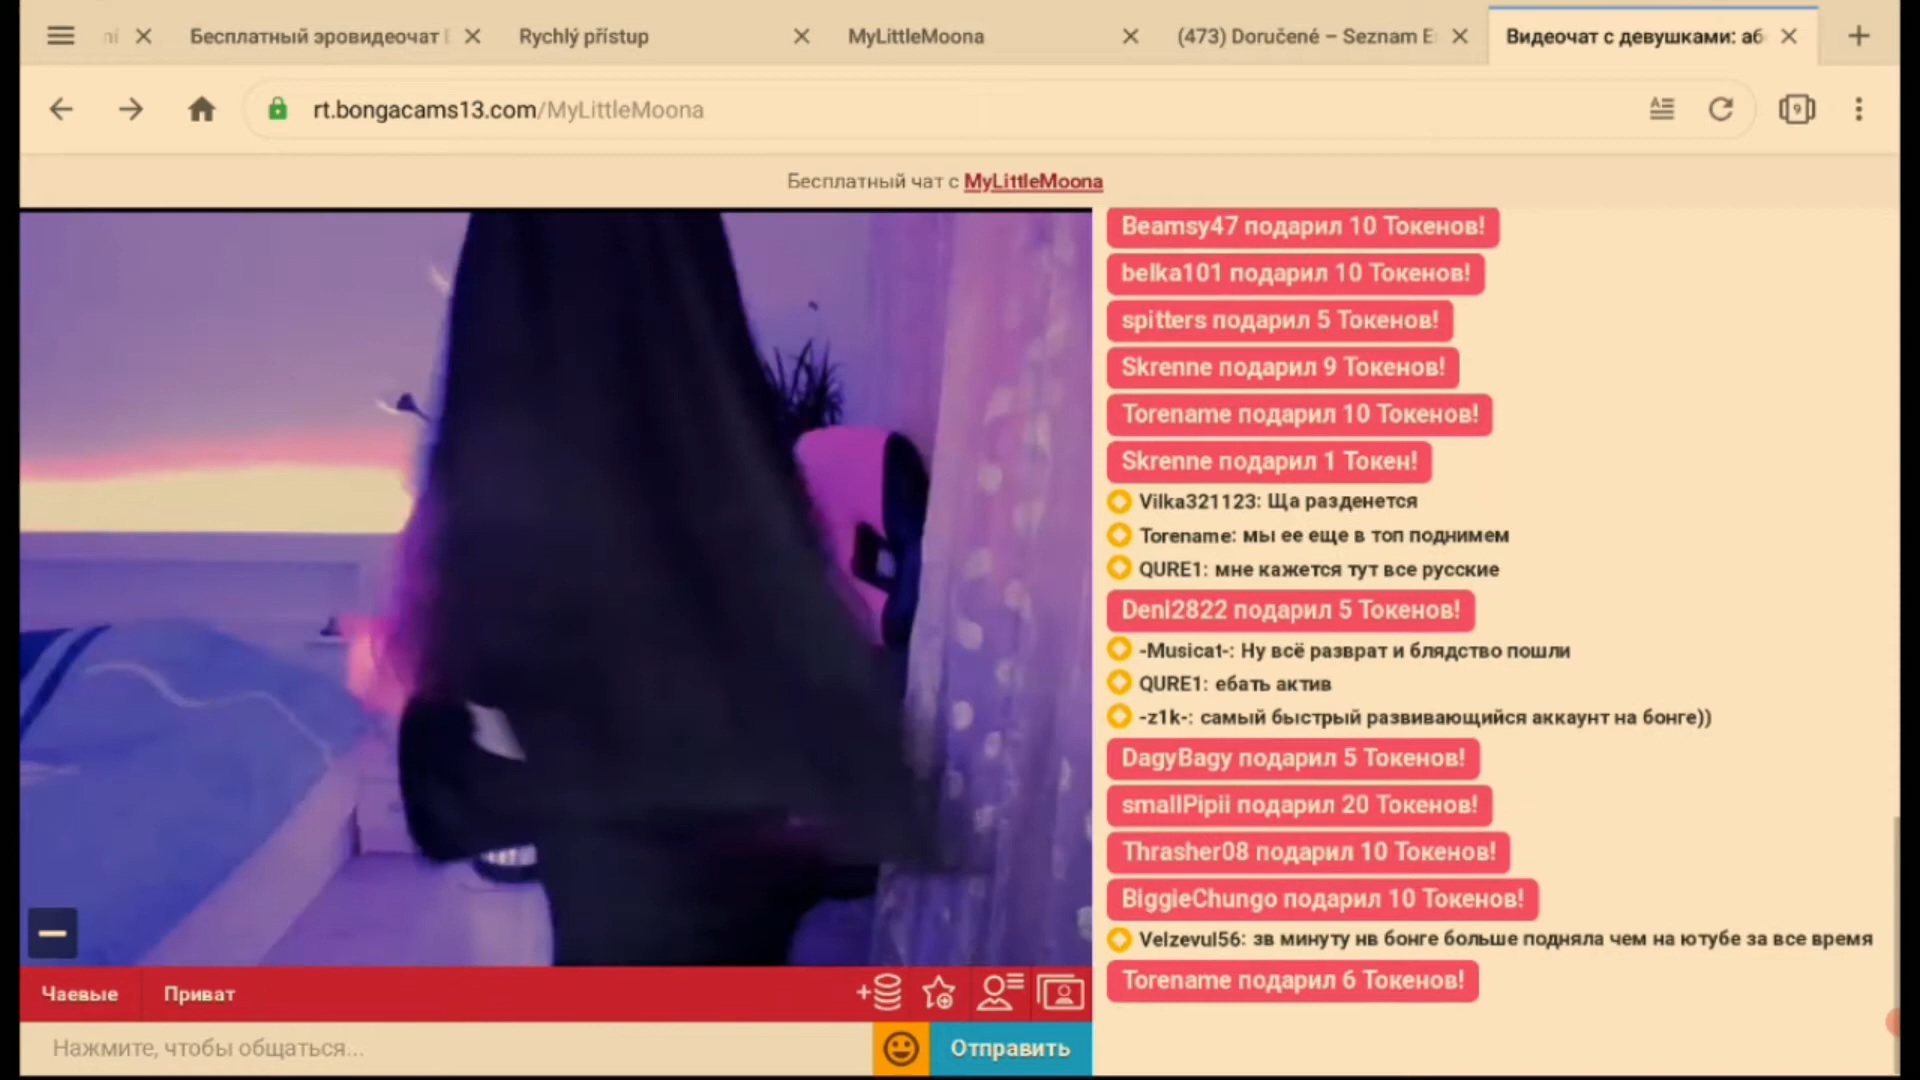 ní
Бесплатный эровидеочат
Rychlý přístup
MyLittleMoona
(473) Doručené – Seznam E
Видеочат с девушками: аб
rt.bongacams13.com/MyLittleMoona
9
Бесплатный чат с MyLittleMoona
Beamsy47 подарил 10 Токенов!
belka101 подарил 10 Токенов!
spitters подарил 5 Токенов!
Skrenne подарил 9 Токенов!
Torename подарил 10 Токенов!
Skrenne подарил 1 Токен!
Vilka321123: Ща разденется
Torename: мы ее еще в топ поднимем
QURE1: мне кажется тут все русские
Deni2822 подарил 5 Токенов!
-Musicat-: Ну всё разврат и блядство пошли
QURE1: ебать актив
-z1k-: самый быстрый развивающийся аккаунт на бонге))
DagyBagy подарил 5 Токенов!
smallPipii подарил 20 Токенов!
Thrasher08 подарил 10 Токенов!
BiggieChungo подарил 10 Токенов!
Velzevul56: зв минуту нв бонге больше подняла чем на ютубе за все время
Torename подарил 6 Токенов!
Чаевые
Приват
Нажмите, чтобы общаться...
Отправить